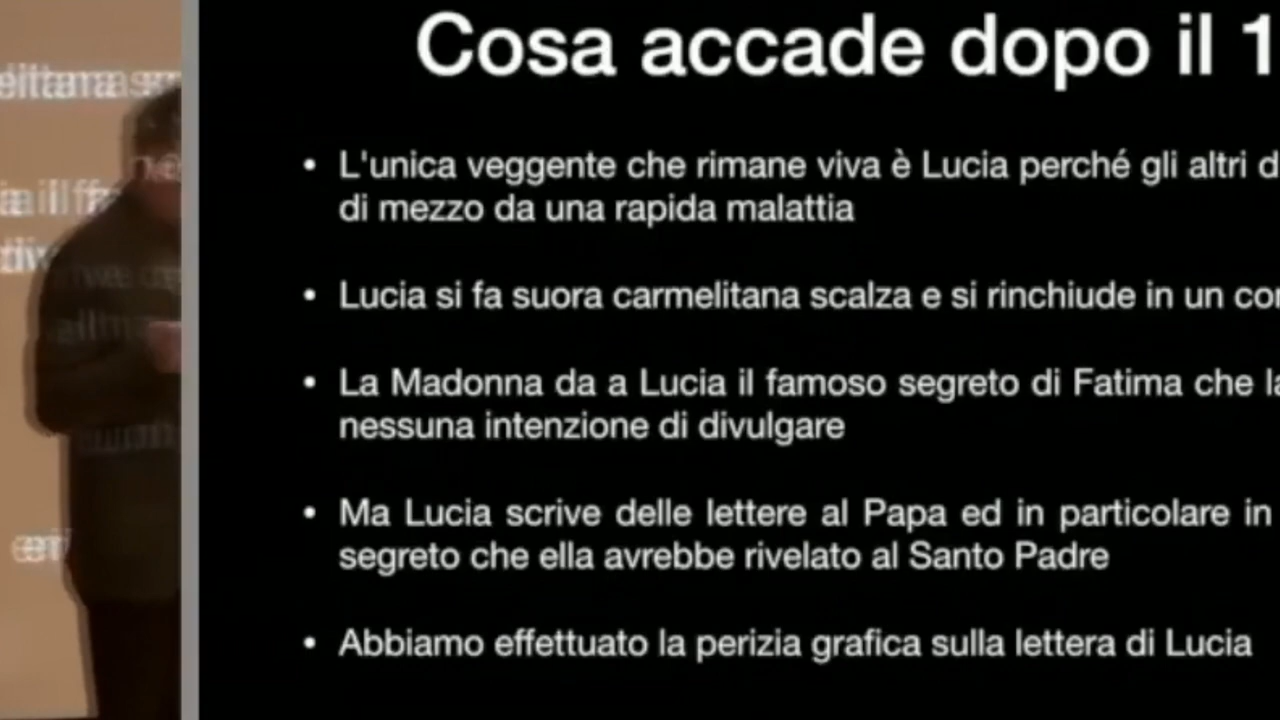 Cosa accade dopo il 1
• L'unica veggente che rimane viva è Lucia perché gli altri d
di mezzo da una rapida malattia
• Lucia si fa suora carmelitana scalza e si rinchiude in un co
• La Madonna da a Lucia il famoso segreto di Fatima che la
nessuna intenzione di divulgare
• Ma Lucia scrive delle lettere al Papa ed in particolare in
segreto che ella avrebbe rivelato al Santo Padre
• Abbiamo effettuato la perizia grafica sulla lettera di Lucia